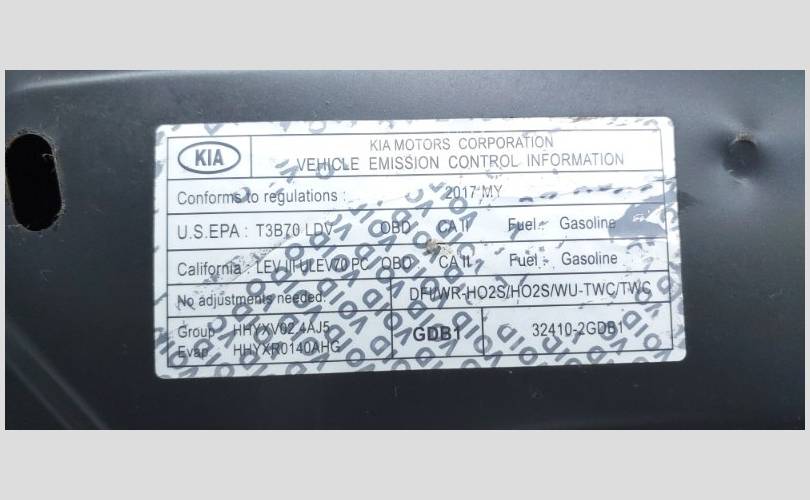 KIA
KIA MOTORS CORPORATION
VEHICLE EMISSION CONTROL INFORMATION
Conforms to regulations : 2017 MY
U.S.EPA : T3B70 LDV OBD : CA II Fuel : Gasoline
California : LEV III ULEV70 PC OBD : CA II Fuel : Gasoline
No adjustments needed. DFI/WR-HO2S/HO2S/WU-TWC/TWC
Group : HHYXV02.4AJ5 GDB1 32410-2GDB1
Evap : HHYXR0140AHG